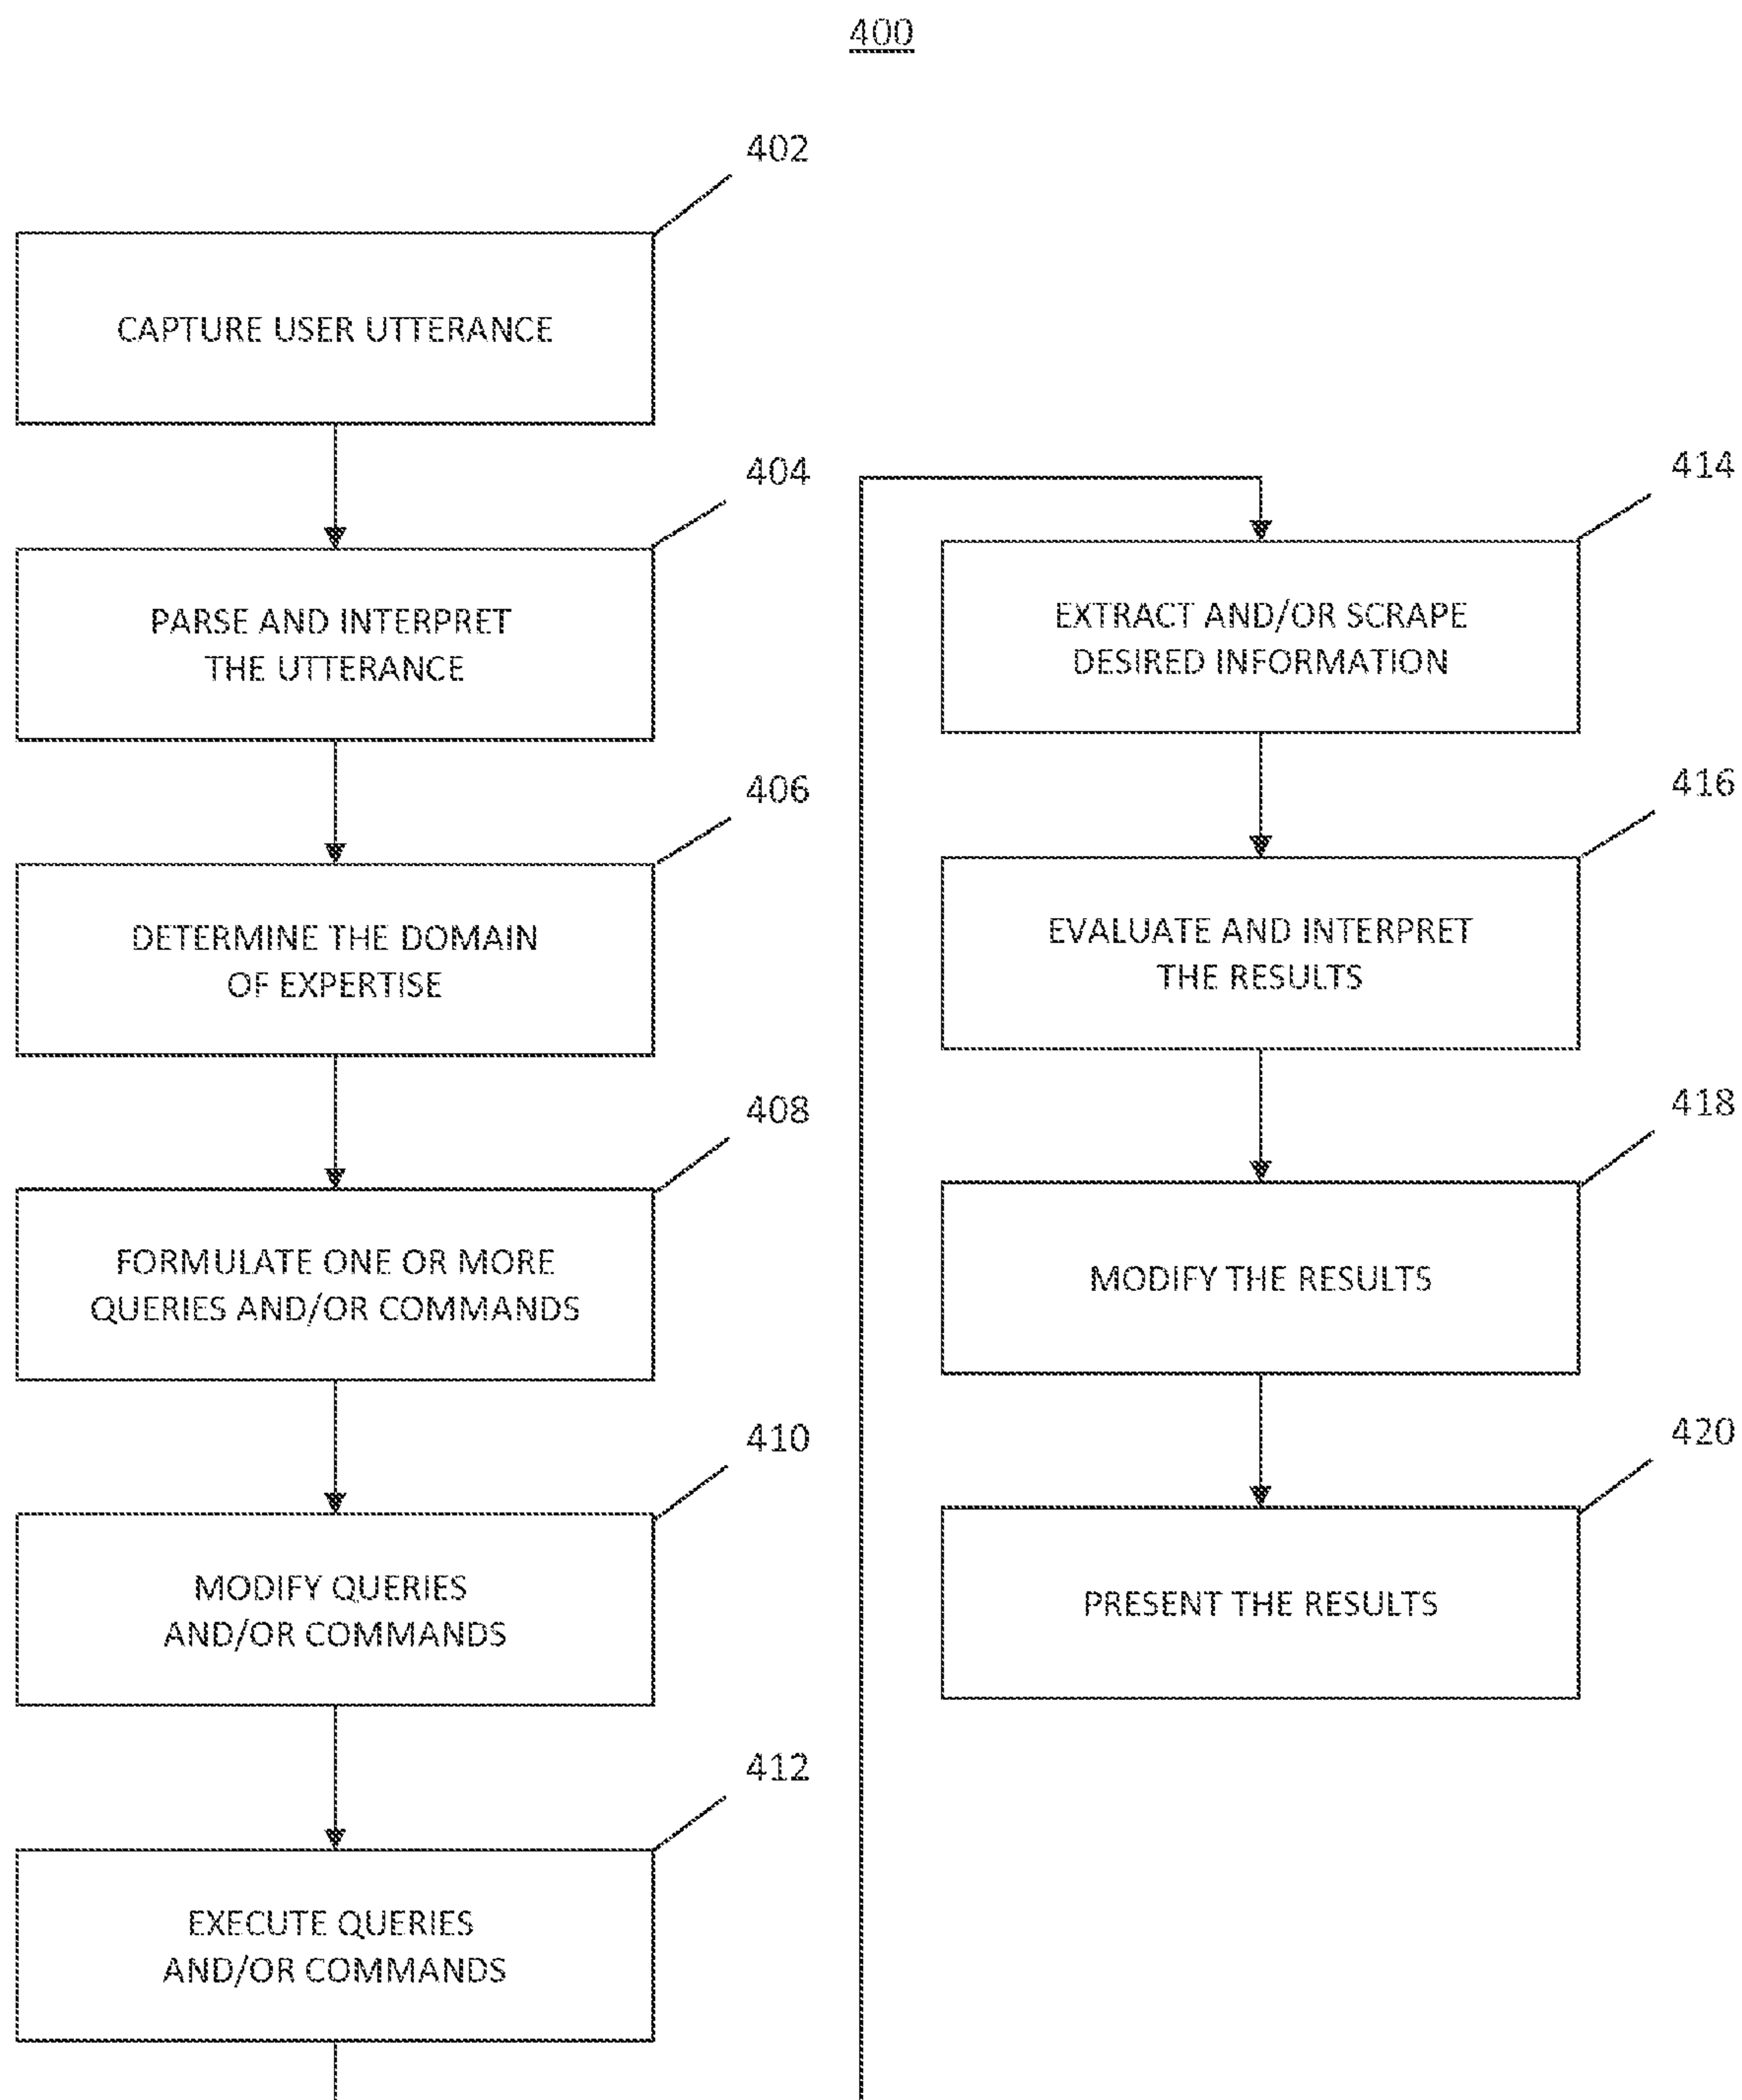 400
402
CAPTURE USER UTTERANCE
404
PARSE AND INTERPRET
THE UTTERANCE
406
DETERMINE THE DOMAIN
OF EXPERTISE
408
FORMULATE ONE OR MORE
QUERIES AND/OR COMMANDS
410
MODIFY QUERIES
AND/OR COMMANDS
412
EXECUTE QUERIES
AND/OR COMMANDS
414
EXTRACT AND/OR SCRAPE
DESIRED INFORMATION
416
EVALUATE AND INTERPRET
THE RESULTS
418
MODIFY THE RESULTS
420
PRESENT THE RESULTS